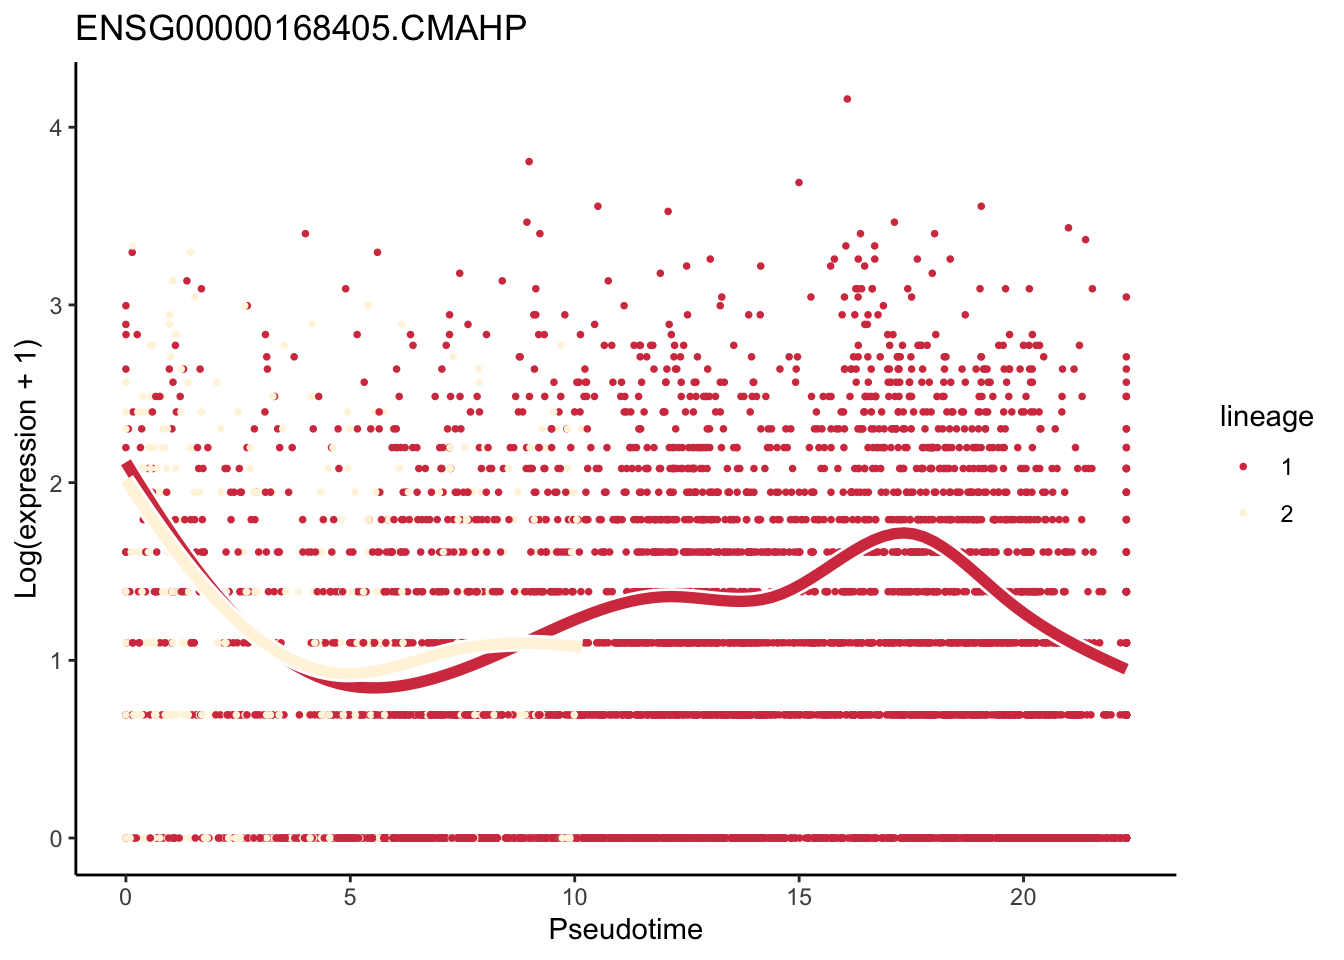 ENSG00000168405.CMAHP
4
3
2
1
0
Log(expression + 1)
0 5 10 15 20
Pseudotime
lineage
1
2